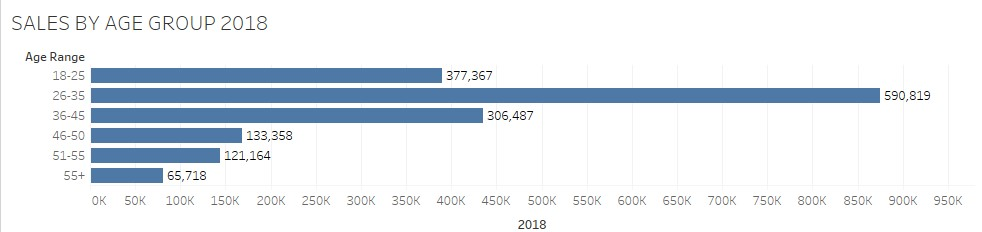 SALES BY AGE GROUP 2018
Age Range
18-25 377,367
26-35 590,819
36-45 306,487
46-50 133,358
51-55 121,164
55+ 65,718
0K 50K 100K 150K 200K 250K 300K 350K 400K 450K 500K 550K 600K 650K 700K 750K 800K 850K 900K 950K
2018